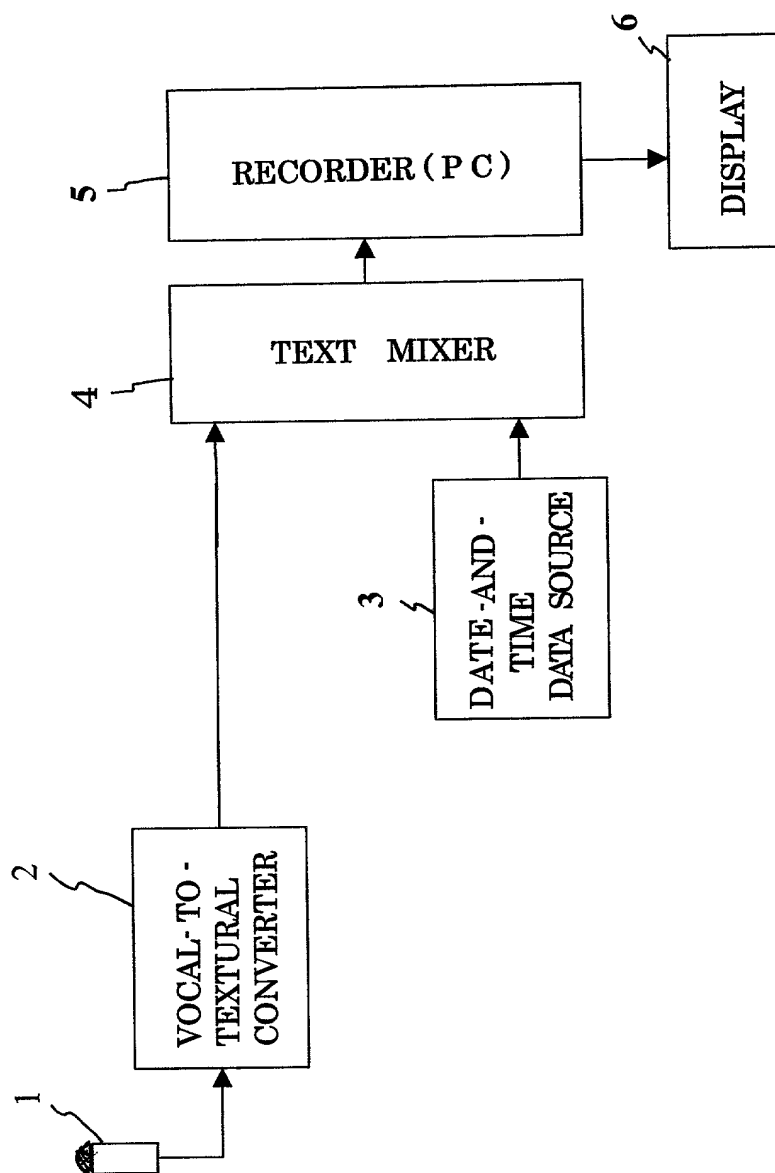 1
2
VOCAL-TO-
TEXTURAL
CONVERTER
3
DATE-AND-
TIME
DATA SOURCE
4
TEXT MIXER
5
RECORDER(PC)
6
DISPLAY